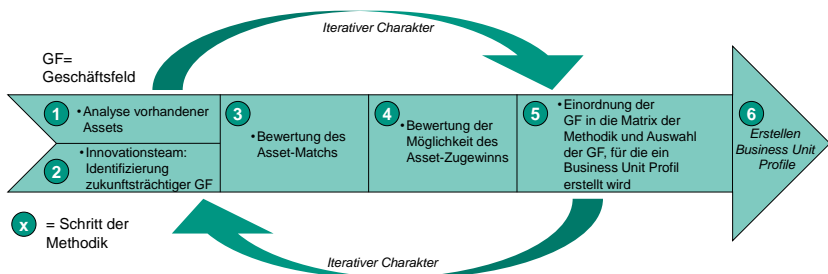 Iterativer Charakter
GF=
Geschäftsfeld
1
•Analyse vorhandener
Assets
2
•Innovationsteam:
Identifizierung
zukunftsträchtiger GF
3
•Bewertung des
Asset-Matchs
4
•Bewertung der
Möglichkeit des
Asset-Zugewinns
5
•Einordnung der
GF in die Matrix der
Methodik und Auswahl
der GF, für die ein
Business Unit Profil
erstellt wird
6
Erstellen
Business Unit
Profile
x
= Schritt der
Methodik
Iterativer Charakter